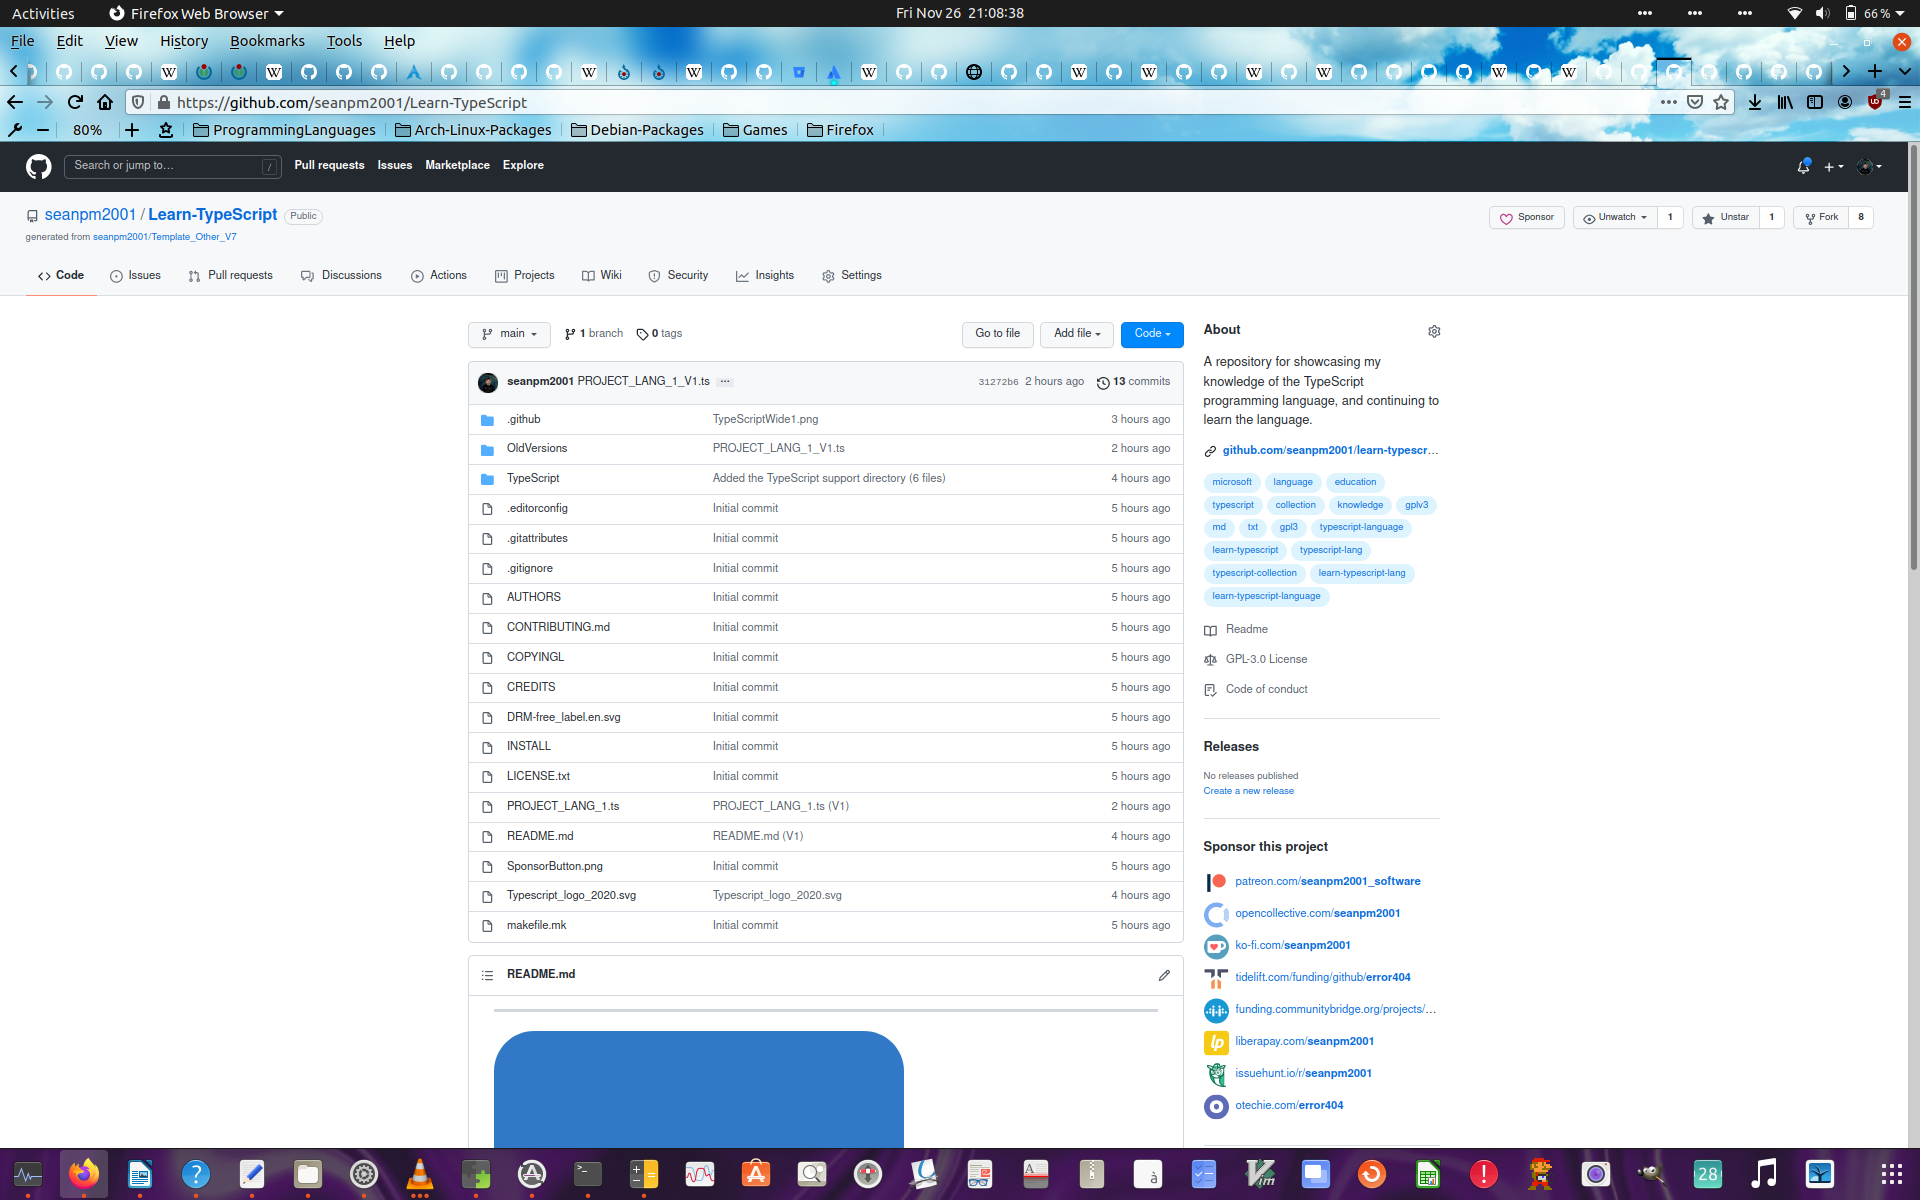 Activities Firefox Web Browser Fri Nov 26 21:08:38 66 %
File Edit View History Bookmarks Tools Help
https://github.com/seanpm2001/Learn-TypeScript 4
80% ProgrammingLanguages Arch-Linux-Packages Debian-Packages Games Firefox
Search or jump to… / Pull requests Issues Marketplace Explore
seanpm2001 / Learn-TypeScript Public Sponsor Unwatch 1 Unstar 1 Fork 8
generated from seanpm2001/Template_Other_V7
Code Issues Pull requests Discussions Actions Projects Wiki Security Insights Settings
main 1 branch 0 tags Go to file Add file Code
seanpm2001 PROJECT_LANG_1_V1.ts ... 31272b6 2 hours ago 13 commits
.github TypeScriptWide1.png 3 hours ago
OldVersions PROJECT_LANG_1_V1.ts 2 hours ago
TypeScript Added the TypeScript support directory (6 files) 4 hours ago
.editorconfig Initial commit 5 hours ago
.gitattributes Initial commit 5 hours ago
.gitignore Initial commit 5 hours ago
AUTHORS Initial commit 5 hours ago
CONTRIBUTING.md Initial commit 5 hours ago
COPYINGL Initial commit 5 hours ago
CREDITS Initial commit 5 hours ago
DRM-free_label.en.svg Initial commit 5 hours ago
INSTALL Initial commit 5 hours ago
LICENSE.txt Initial commit 5 hours ago
PROJECT_LANG_1.ts PROJECT_LANG_1.ts (V1) 2 hours ago
README.md README.md (V1) 4 hours ago
SponsorButton.png Initial commit 5 hours ago
Typescript_logo_2020.svg Typescript_logo_2020.svg 4 hours ago
makefile.mk Initial commit 5 hours ago
README.md
About
A repository for showcasing my
knowledge of the TypeScript
programming language, and continuing to
learn the language.
github.com/seanpm2001/learn-typescr…
microsoft language education
typescript collection knowledge gplv3
md txt gpl3 typescript-language
learn-typescript typescript-lang
typescript-collection learn-typescript-lang
learn-typescript-language
Readme
GPL-3.0 License
Code of conduct
Releases
No releases published
Create a new release
Sponsor this project
patreon.com/seanpm2001_software
opencollective.com/seanpm2001
ko-fi.com/seanpm2001
tidelift.com/funding/github/error404
funding.communitybridge.org/projects/…
liberapay.com/seanpm2001
issuehunt.io/r/seanpm2001
otechie.com/error404
28